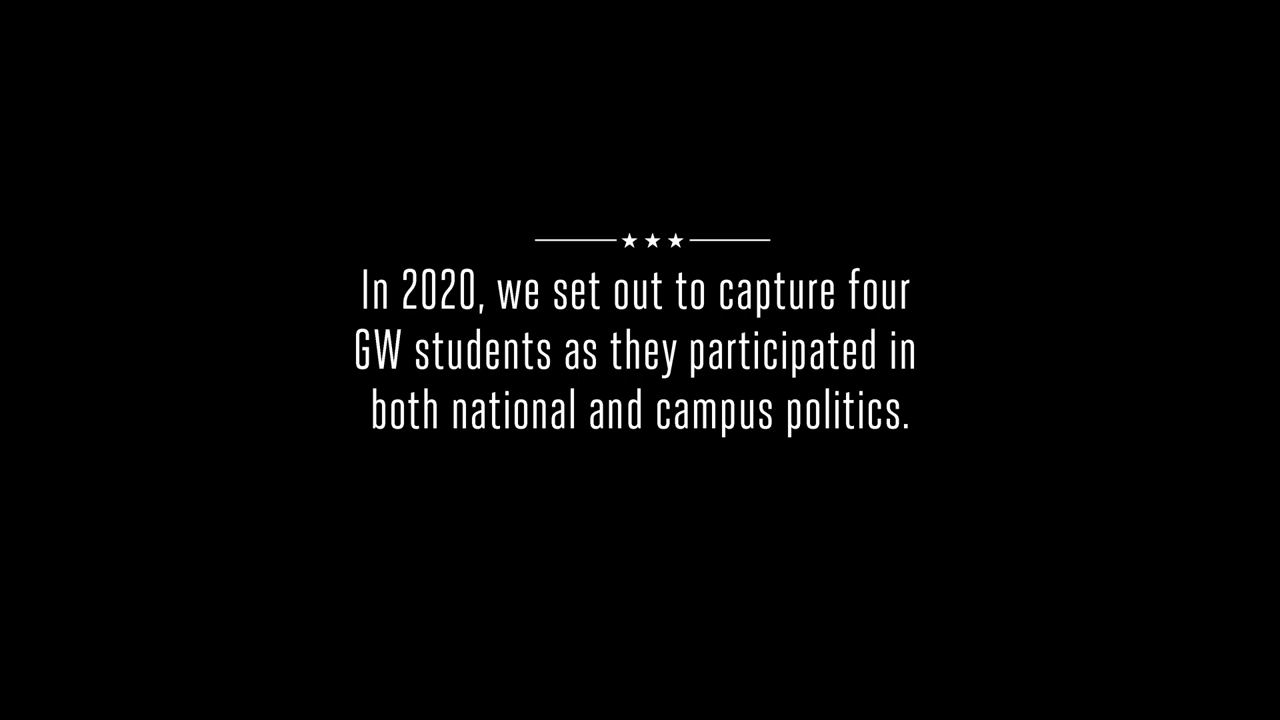 In 2020, we set out to capture four
GW students as they participated in
both national and campus politics.